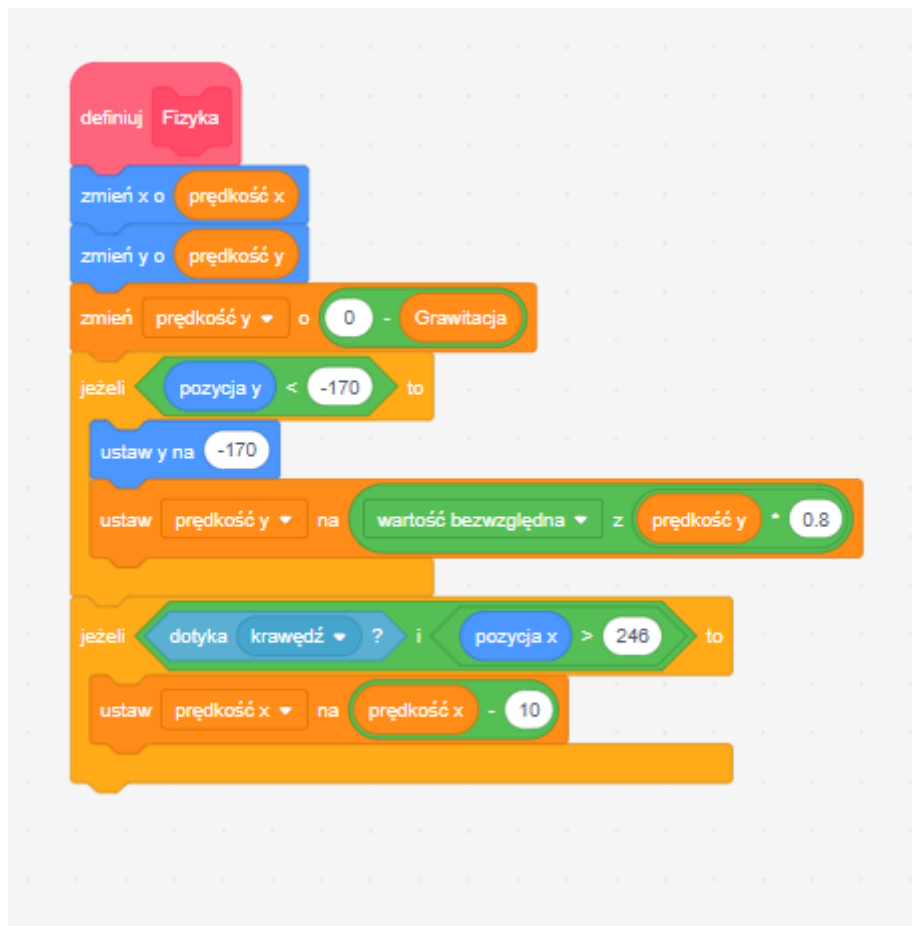 definiuj Fizyka
zmień x o prędkość x
zmień y o prędkość y
zmień prędkość y o 0 - Grawitacja
jeżeli pozycja y < -170 to
ustaw y na -170
ustaw prędkość y na wartość bezwzględna z prędkość y * 0.8
jeżeli dotyka krawędź ? i pozycja x > 246 to
ustaw prędkość x na prędkość x - 10